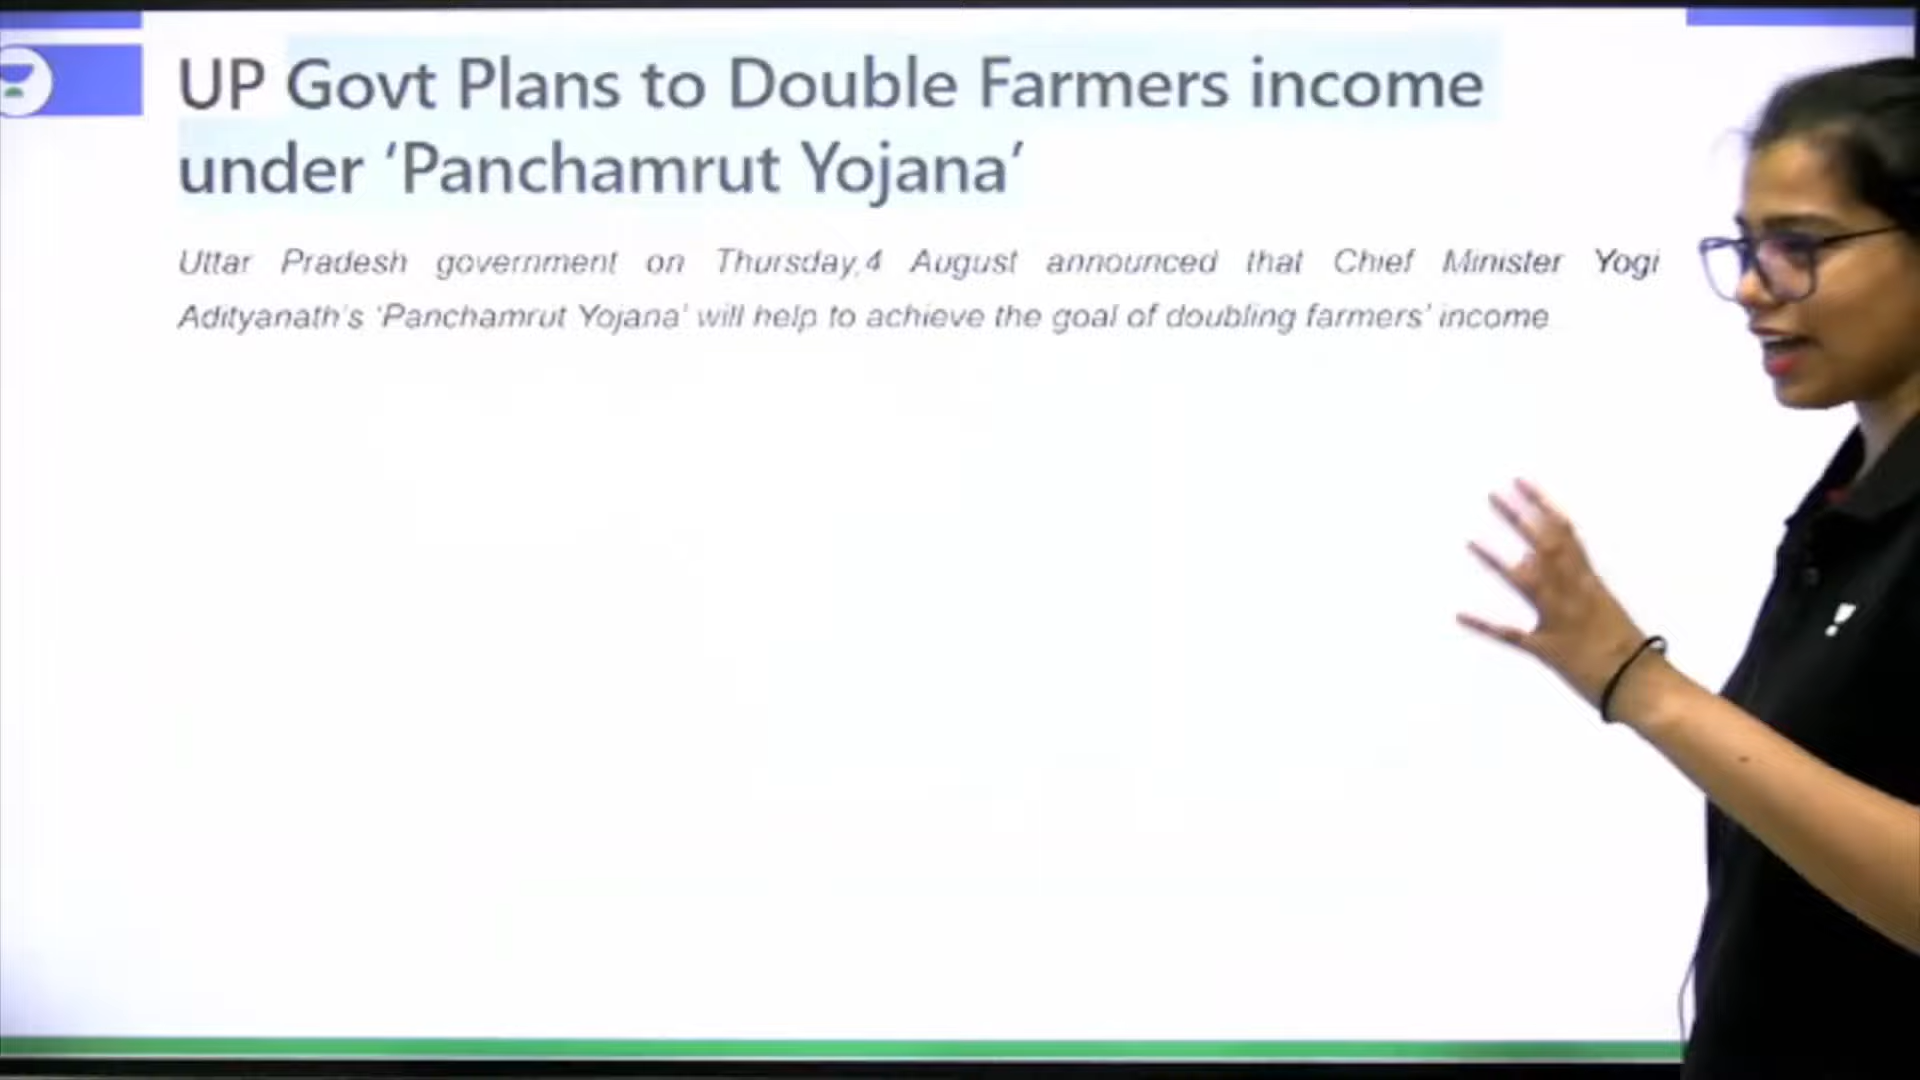 UP Govt Plans to Double Farmers income
under ‘Panchamrut Yojana’
Uttar Pradesh government on Thursday,4 August announced that Chief Minister Yogi
Adityanath's 'Panchamrut Yojana' will help to achieve the goal of doubling farmers' income